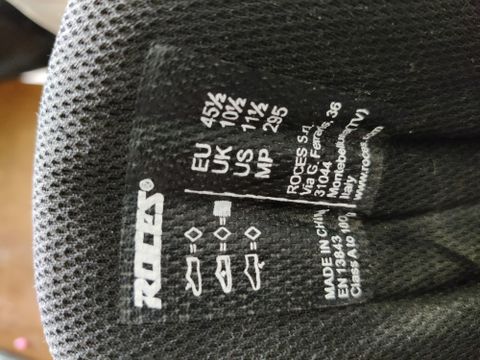 ROCES®
EU 45½
UK 10½
US 11½
MP 295
ROCES S.r.l.
Via G. Ferraris, 36
31044
Montebelluna (TV)
Italy
www.roces.
MADE IN CHINA
EN 13843
Class A